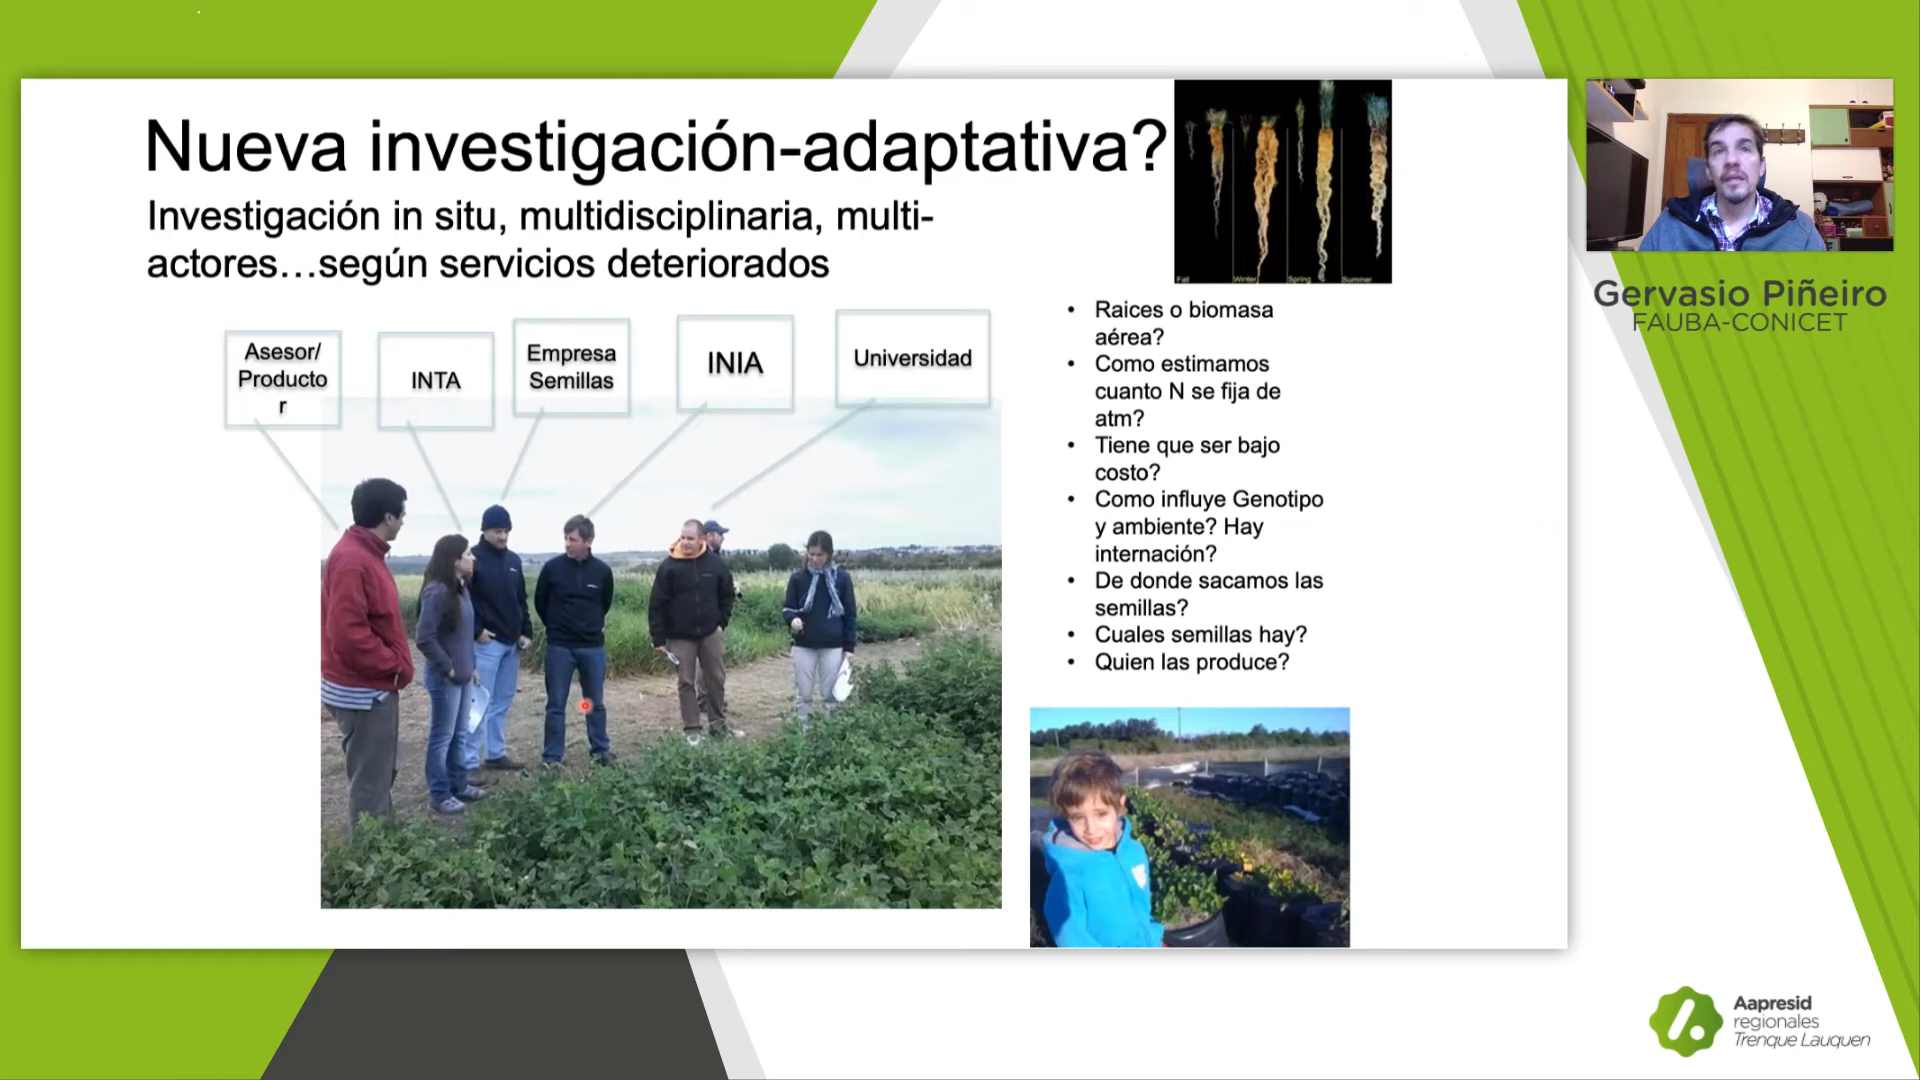 Nueva investigación-adaptativa?
Investigación in situ, multidisciplinaria, multi-
actores...según servicios deteriorados
Asesor/
Producto
r
INTA
Empresa
Semillas
INIA
Universidad
Fall
Winter
Spring
Summer
• Raices o biomasa
aérea?
• Como estimamos
cuanto N se fija de
atm?
• Tiene que ser bajo
costo?
• Como influye Genotipo
y ambiente? Hay
internación?
• De donde sacamos las
semillas?
• Cuales semillas hay?
• Quien las produce?
Gervasio Piñeiro
FAUBA-CONICET
Aapresid
regionales
Trenque Lauquen